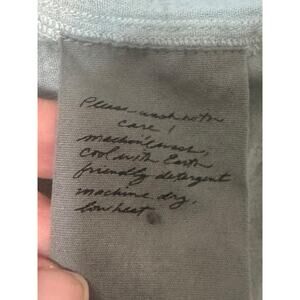 Please wash with
care!
machine wash,
cool with Earth
friendly detergent
machine dry,
low heat